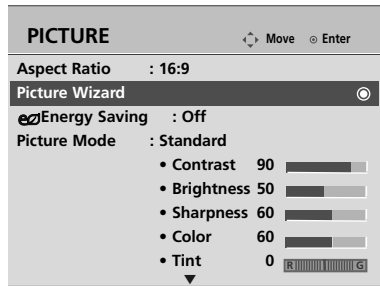 PICTURE Move Enter
Aspect Ratio : 16:9
Picture Wizard
Energy Saving : Off
Picture Mode : Standard
• Contrast 90
• Brightness 50
• Sharpness 60
• Color 60
• Tint 0 R G